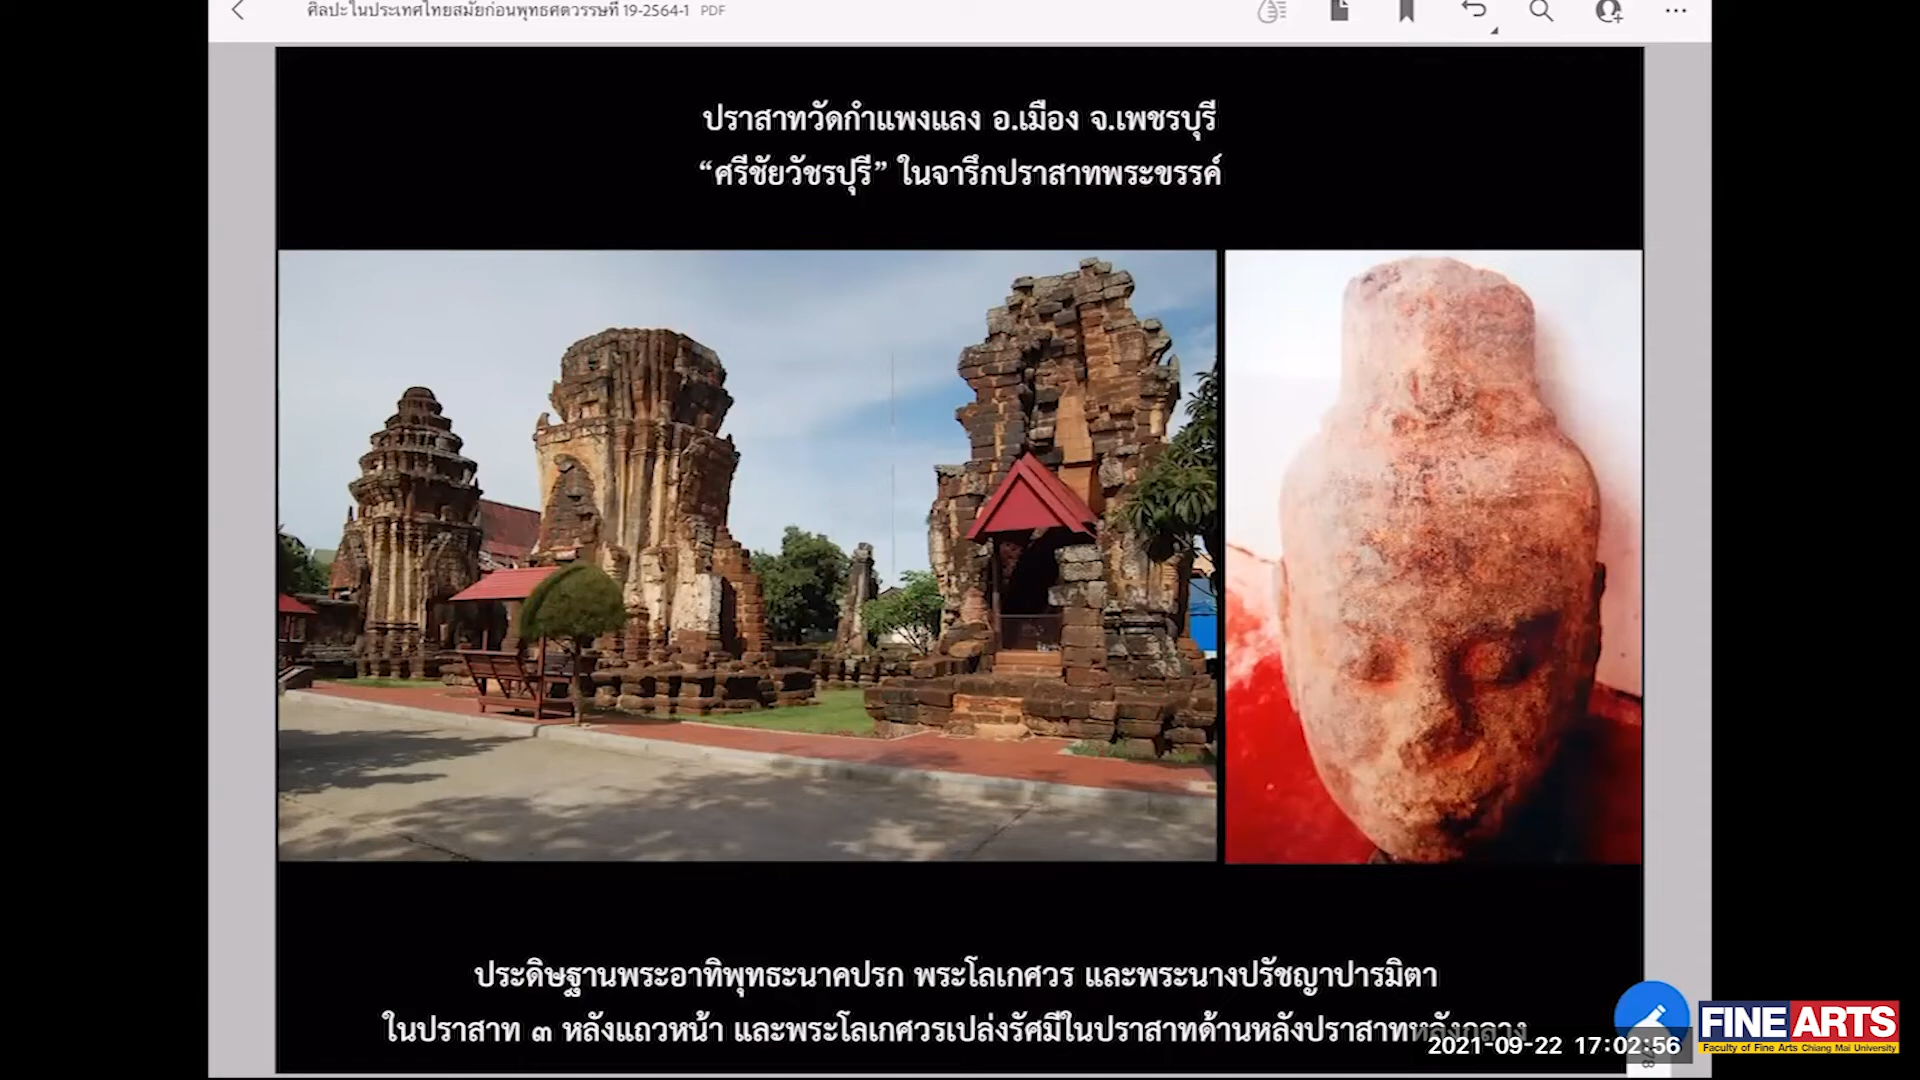 ศิลปะในประเทศไทยสมัยก่อนพุทธศตวรรษที่ 19-2564-1 PDF
ปราสาทวัดกำแพงแลง อ.เมือง จ.เพชรบุรี
“ศรีชัยวัชรปุรี” ในจารึกปราสาทพระขรรค์
ประดิษฐานพระอาทิพุทธะนาคปรก พระโลเกศวร และพระนางปรัชญาปารมิตา
ในปราสาท ๓ หลังแถวหน้า และพระโลเกศวรเปล่งรัศมีในปราสาทด้านหลังปราสาทหลังกลาง
2021-09-22 17:02:56
FINE ARTS
Faculty of Fine Arts Chiang Mai University